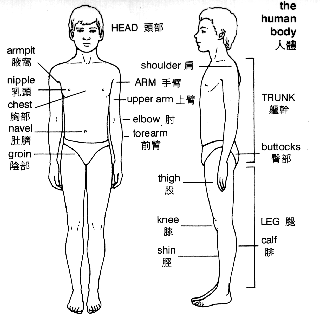 the
human
body
人體
HEAD 頭部
armpit
腋窩
nipple
乳頭
chest
胸部
navel
肚臍
groin
陰部
shoulder 肩
ARM 手臂
upper arm 上臂
elbow 肘
forearm
前臂
TRUNK
軀幹
buttocks
臀部
thigh
股
knee
shin
脛
LEG 腿
calf
腓